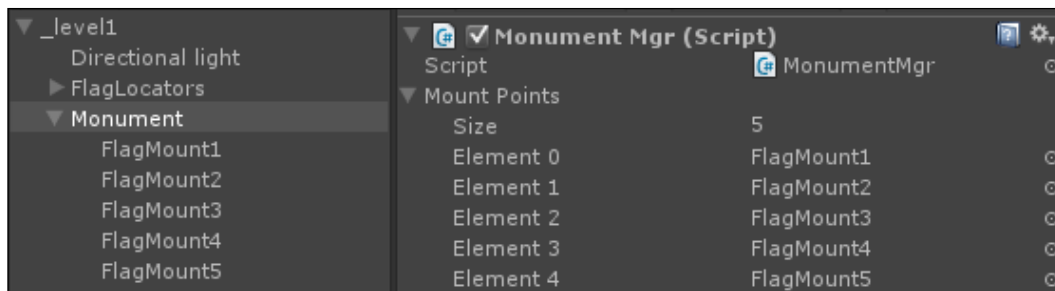 _level1
Directional light
FlagLocators
Monument
FlagMount1
FlagMount2
FlagMount3
FlagMount4
FlagMount5
Monument Mgr (Script)
Script MonumentMgr
Mount Points
Size 5
Element 0 FlagMount1
Element 1 FlagMount2
Element 2 FlagMount3
Element 3 FlagMount4
Element 4 FlagMount5